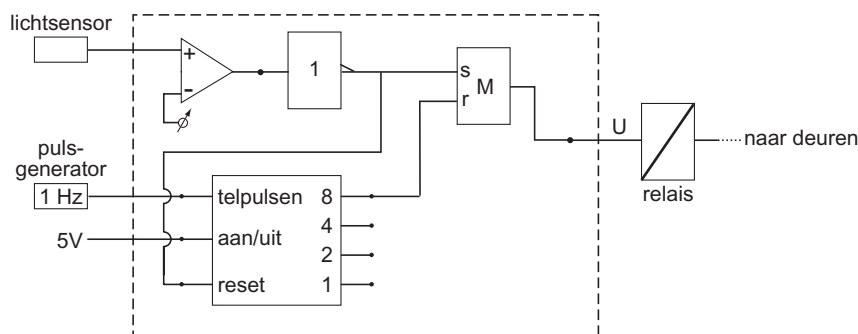 lichtsensor
+
-
1
s
M
r
U
naar deuren
relais
puls-
generator
1 Hz
5V
telpulsen 8
4
aan/uit
2
reset 1